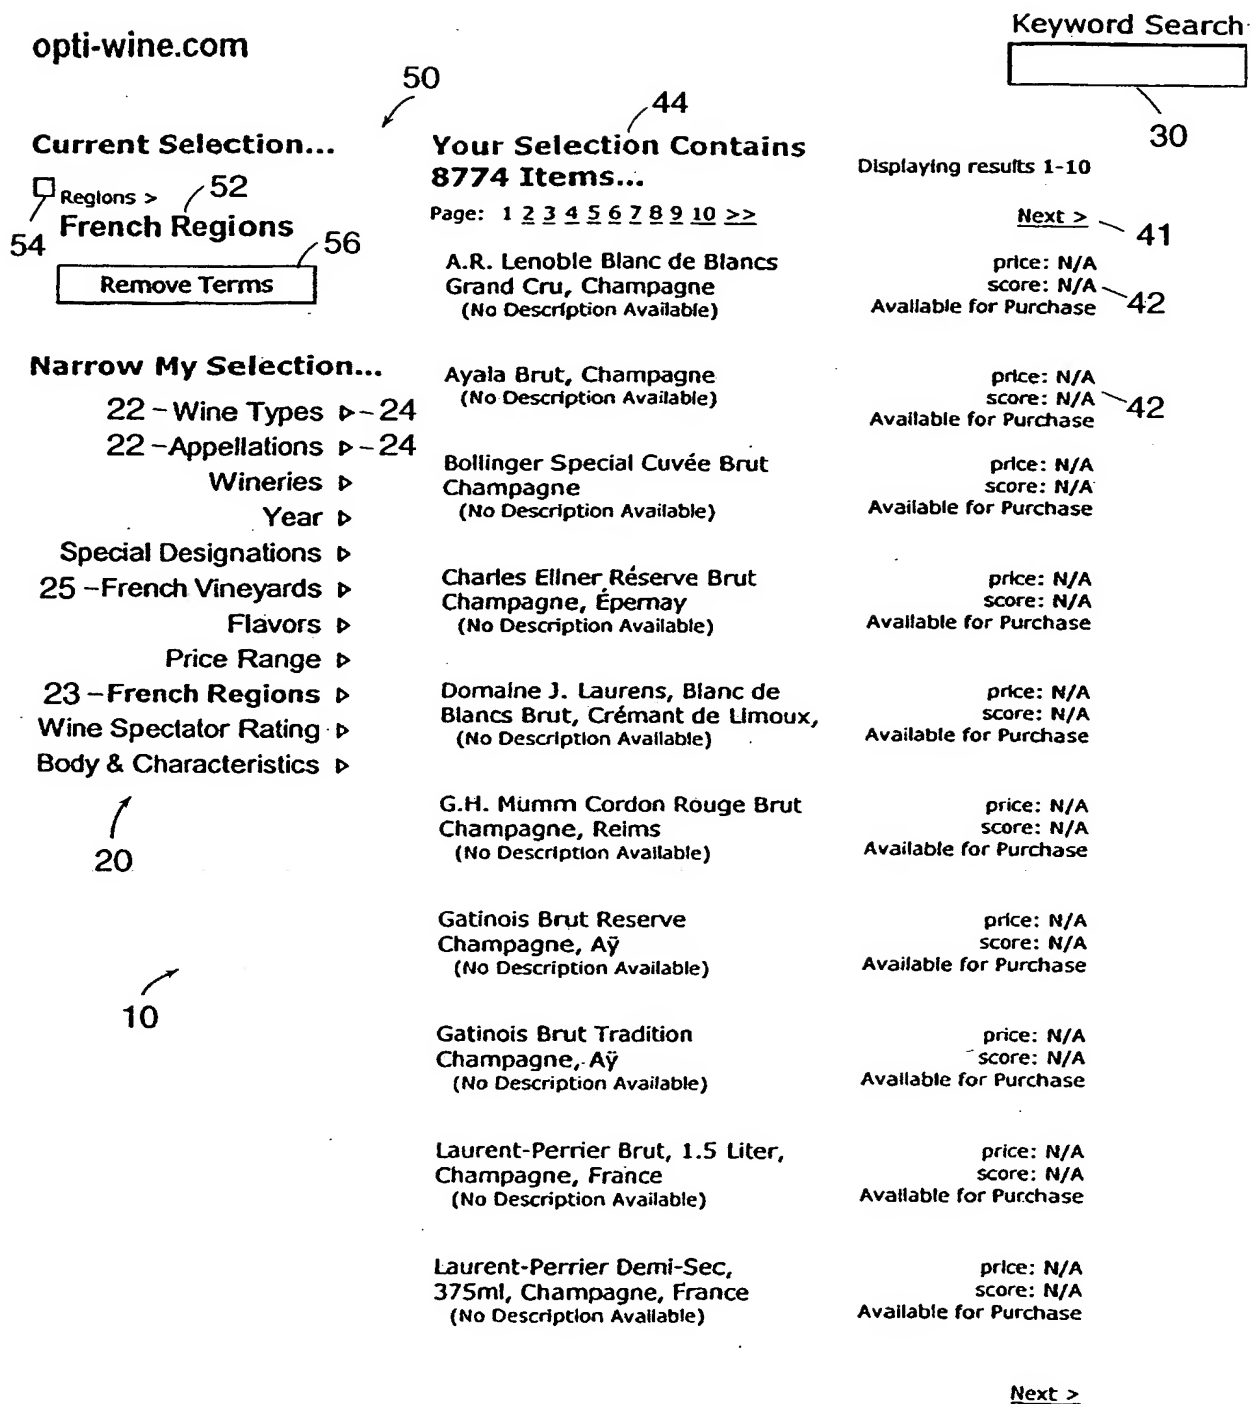 opti-wine.com
Keyword Search
30
50
Current Selection...
54
Regions >
52
French Regions
56
Remove Terms
Narrow My Selection...
22 – Wine Types ▷ – 24
22 – Appellations ▷ – 24
Wineries ▷
Year ▷
Special Designations ▷
25 – French Vineyards ▷
Flavors ▷
Price Range ▷
23 – French Regions ▷
Wine Spectator Rating ▷
Body & Characteristics ▷
20
10
44
Your Selection Contains
8774 Items...
Displaying results 1-10
Page: 1 2 3 4 5 6 7 8 9 10 >>
Next >
41
A.R. Lenoble Blanc de Blancs
Grand Cru, Champagne
(No Description Available)
price: N/A
score: N/A
42
Available for Purchase
Ayala Brut, Champagne
(No Description Available)
price: N/A
score: N/A
42
Available for Purchase
Bollinger Special Cuvée Brut
Champagne
(No Description Available)
price: N/A
score: N/A
Available for Purchase
Charles Ellner Réserve Brut
Champagne, Épernay
(No Description Available)
price: N/A
score: N/A
Available for Purchase
Domaine J. Laurens, Blanc de
Blancs Brut, Crémant de Limoux,
(No Description Available)
price: N/A
score: N/A
Available for Purchase
G.H. Mumm Cordon Rouge Brut
Champagne, Reims
(No Description Available)
price: N/A
score: N/A
Available for Purchase
Gatinois Brut Reserve
Champagne, Aÿ
(No Description Available)
price: N/A
score: N/A
Available for Purchase
Gatinois Brut Tradition
Champagne, Aÿ
(No Description Available)
price: N/A
score: N/A
Available for Purchase
Laurent-Perrier Brut, 1.5 Liter,
Champagne, France
(No Description Available)
price: N/A
score: N/A
Available for Purchase
Laurent-Perrier Demi-Sec,
375ml, Champagne, France
(No Description Available)
price: N/A
score: N/A
Available for Purchase
Next >